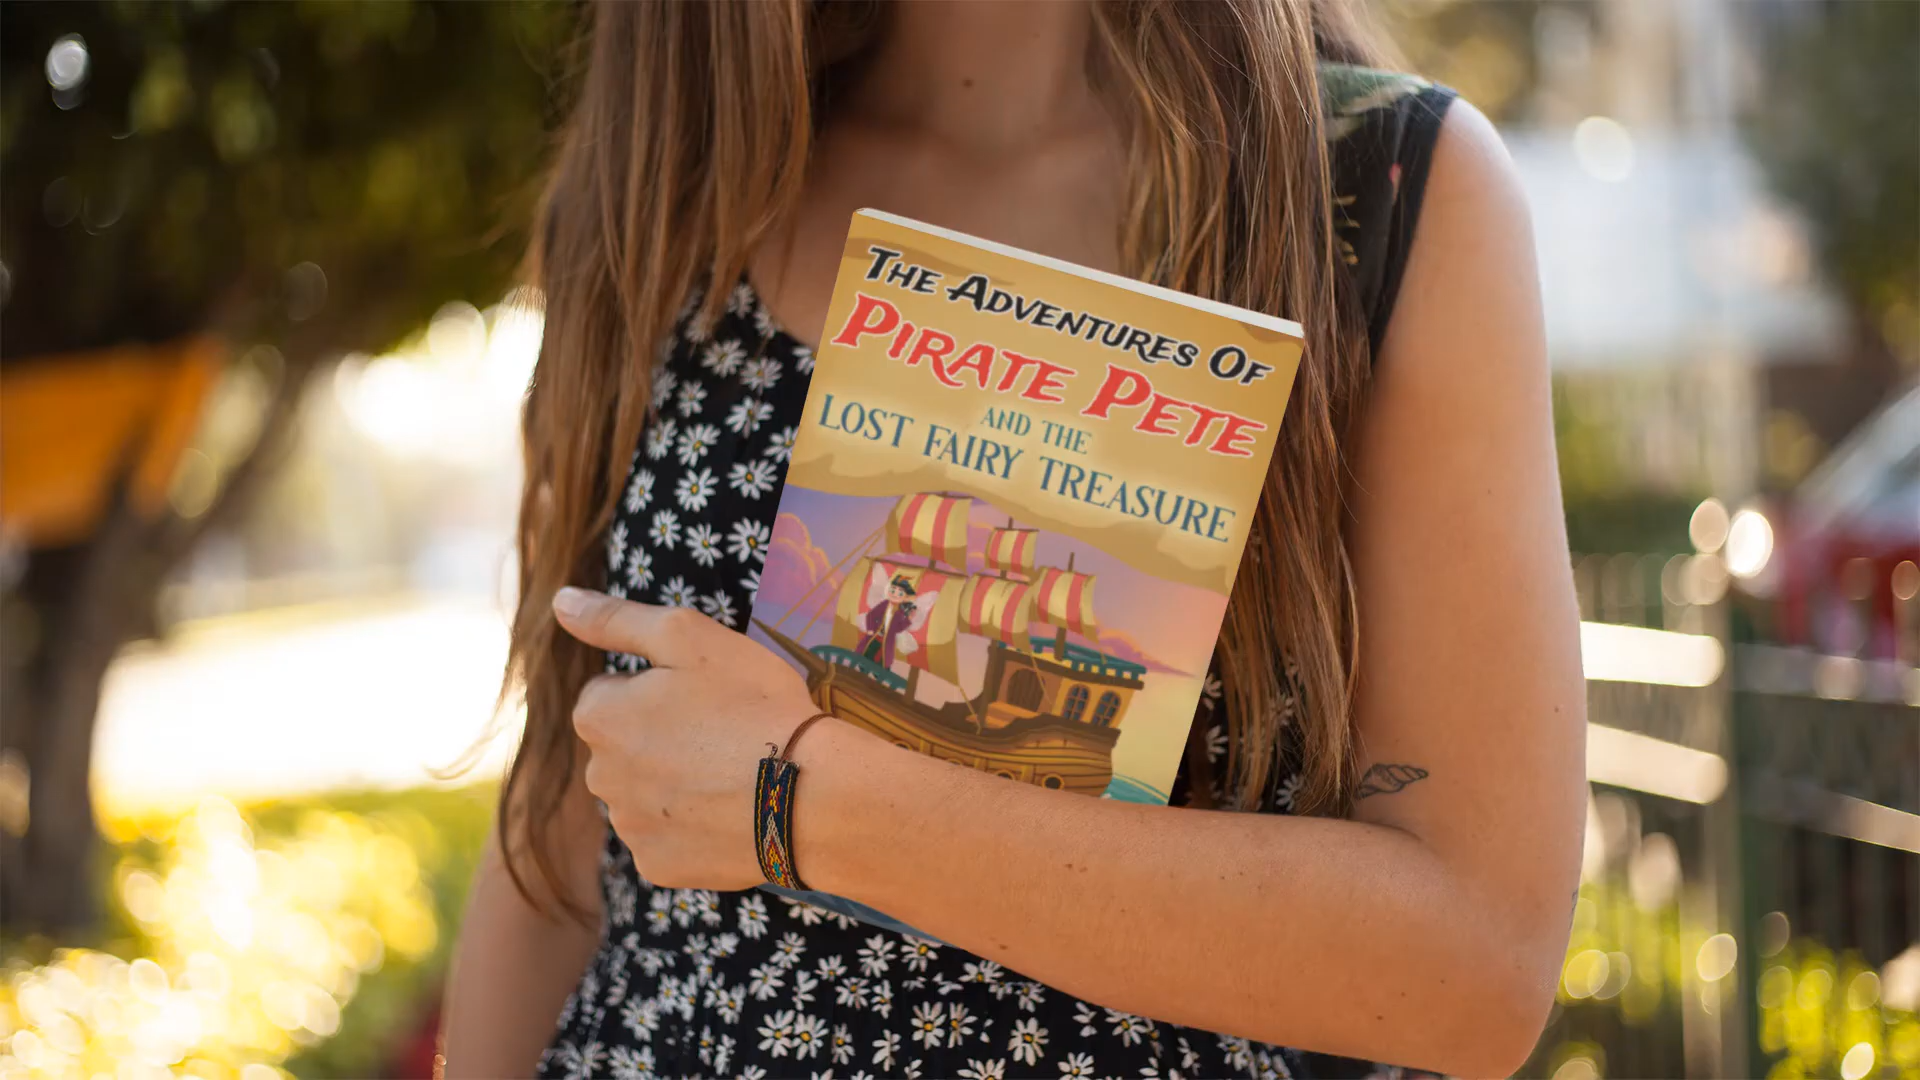 The Adventures Of
Pirate Pete
AND THE
LOST FAIRY TREASURE